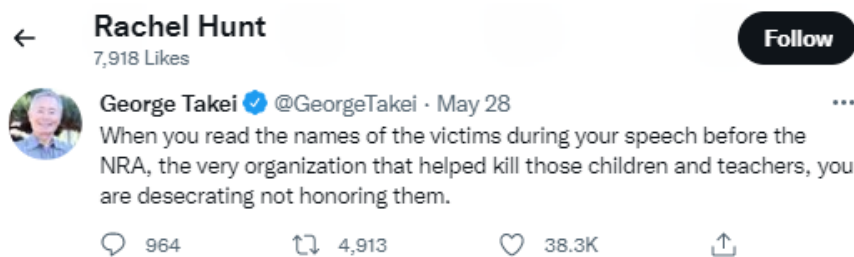 Rachel Hunt
7,918 Likes
Follow
George Takei @GeorgeTakei · May 28
When you read the names of the victims during your speech before the
NRA, the very organization that helped kill those children and teachers, you
are desecrating not honoring them.
964 4,913 38.3K